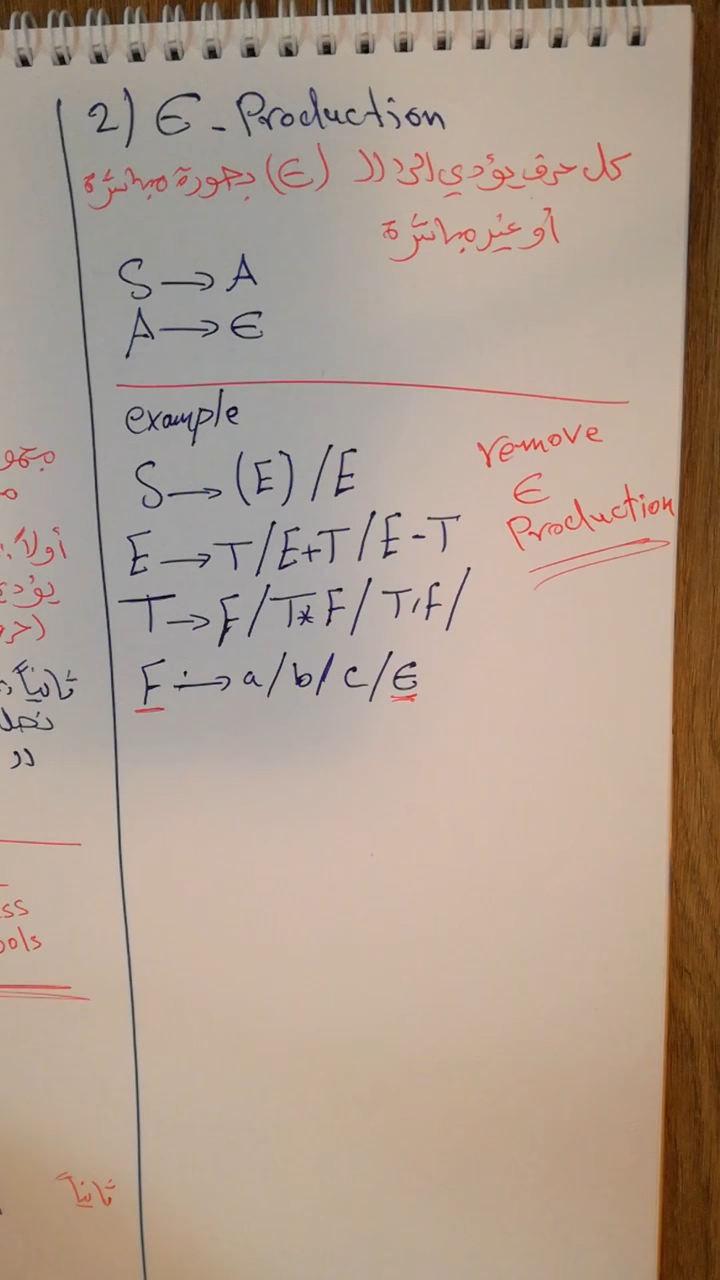 2) ϵ - Production
كل حرف يؤدي الى ال (ϵ) بصورة مباشرة
أو غير مباشرة
S → A
A → ϵ
example
remove
ϵ
Production
S → (E) / E
E → T / E+T / E-T
T → F / T* F / T / F /
F → a / b / c / ϵ
أولاً
ثانياً
ss
ools
ثانياً